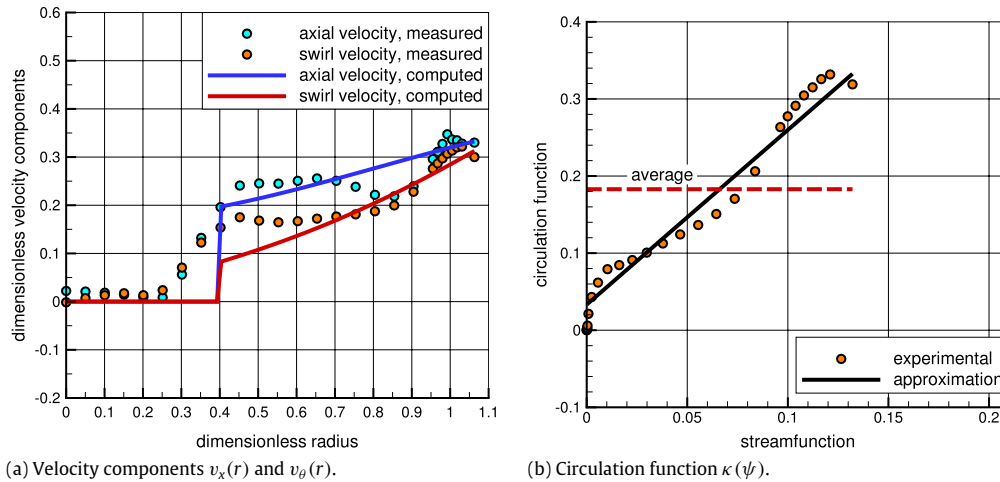 0.6
0.5
0.4
0.3
0.2
0.1
0
-0.1
-0.2
dimensionless velocity components
axial velocity, measured
swirl velocity, measured
axial velocity, computed
swirl velocity, computed
0 0.1 0.2 0.3 0.4 0.5 0.6 0.7 0.8 0.9 1 1.1
dimensionless radius
(a) Velocity components vₓ(r) and v_θ(r).
0.4
0.3
0.2
0.1
0
-0.1
circulation function
average
experimental
approximation
0 0.05 0.1 0.15 0.2
streamfunction
(b) Circulation function κ(ψ).